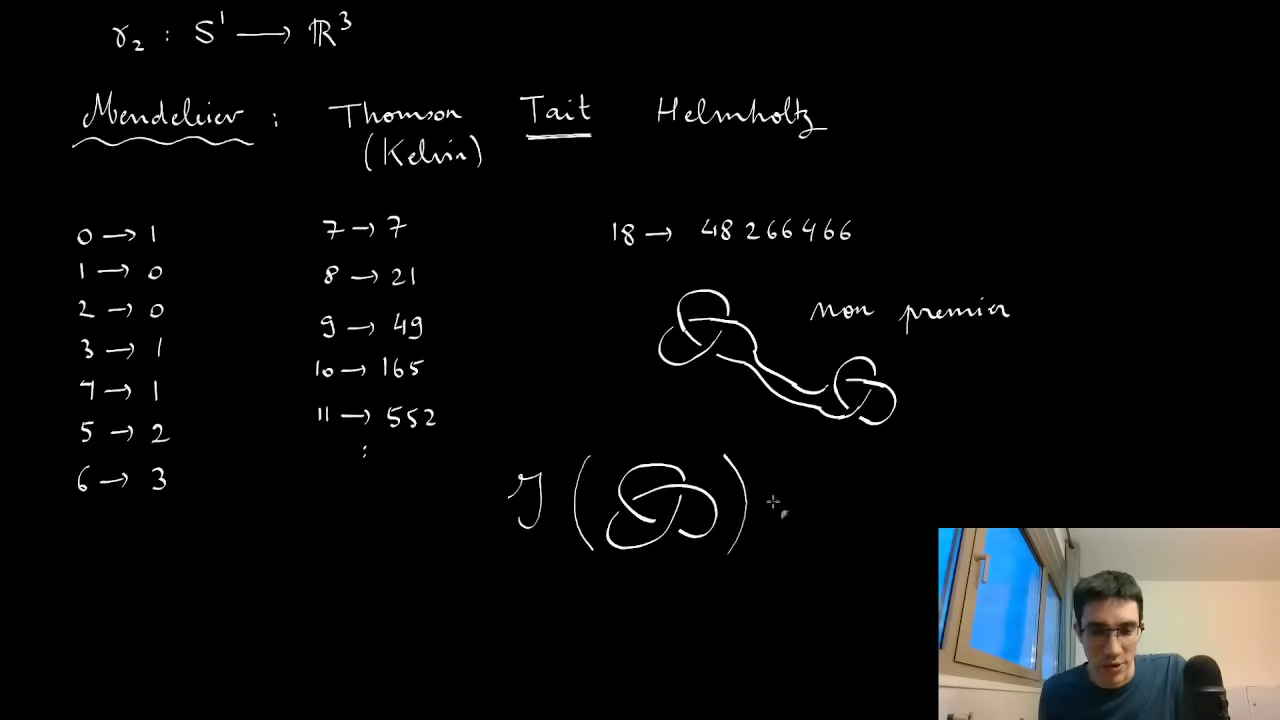 γ₂ : S¹ → ℝ³
Mendeleiev : Thomson Tait Helmholtz
(Kelvin)
0 → 1
1 → 0
2 → 0
3 → 1
4 → 1
5 → 2
6 → 3
7 → 7
8 → 21
9 → 49
10 → 165
11 → 552
:
18 → 48 266 466
non premier
J ( )